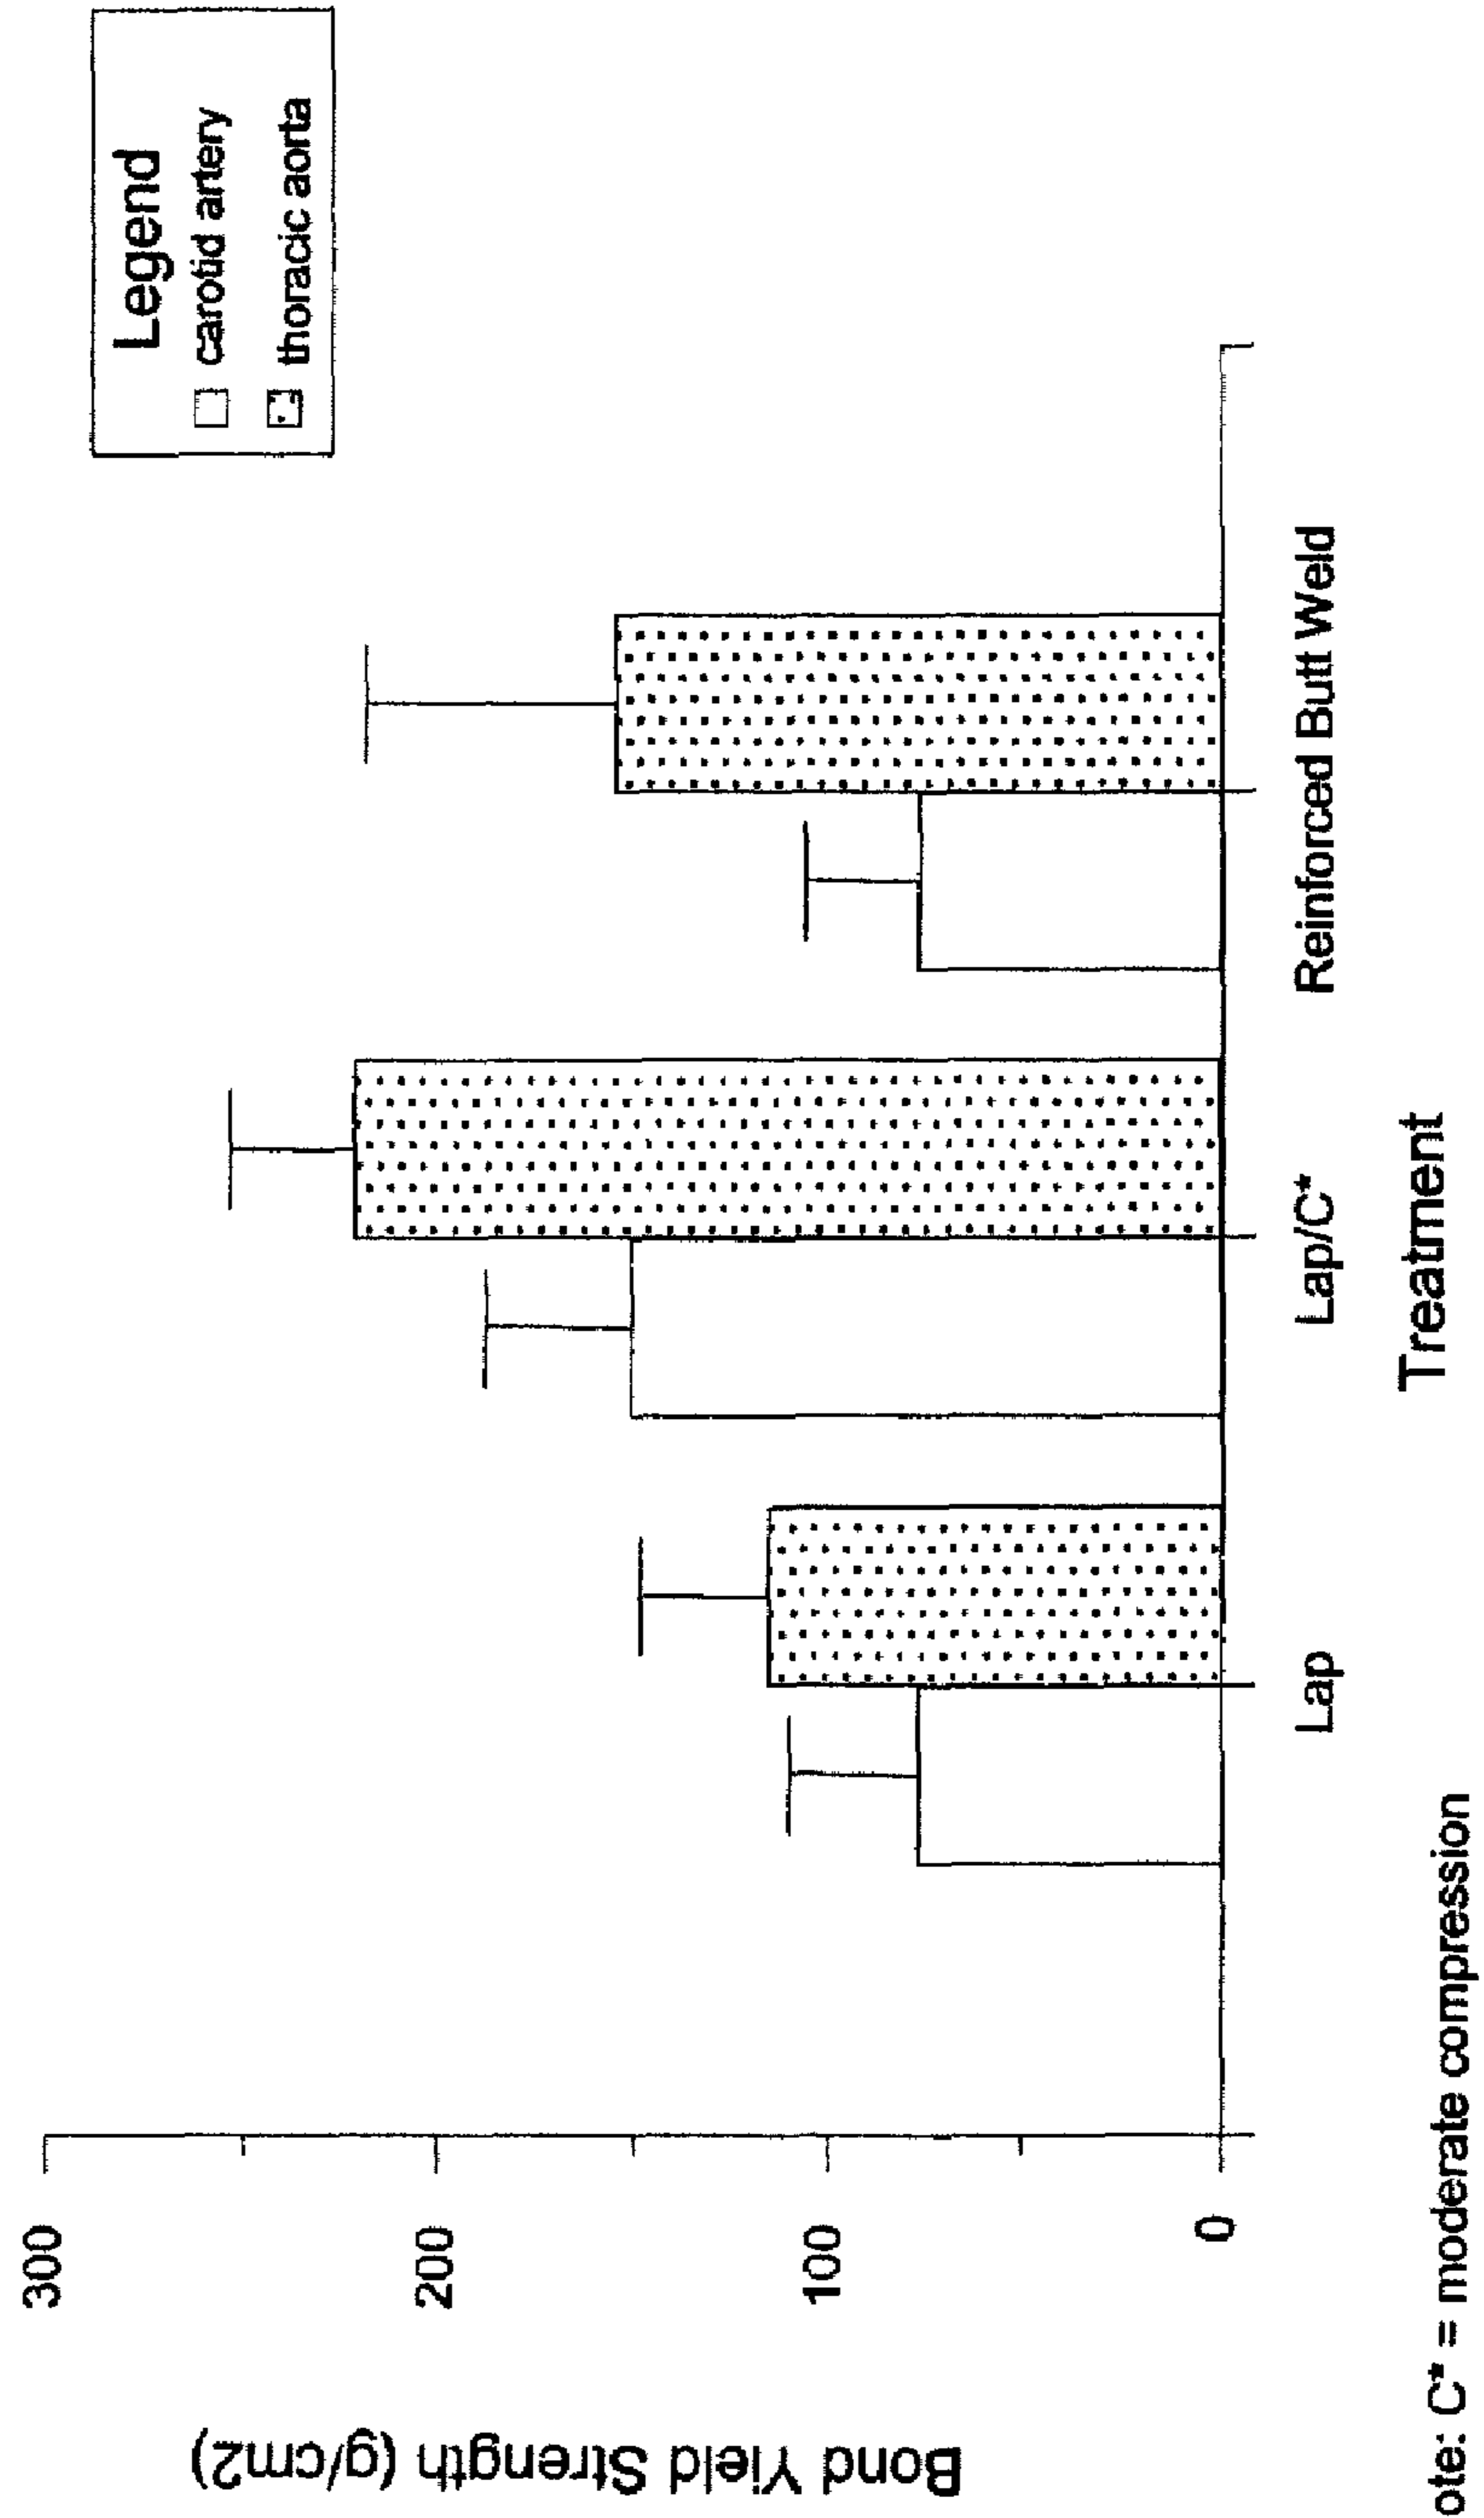 Legend
carotid artery
thoracic aorta
Bond Yield Strength (g/cm2)
300
200
100
0
Lap
Lap/C*
Reinforced Butt Weld
Treatment
ote: C* = moderate compression